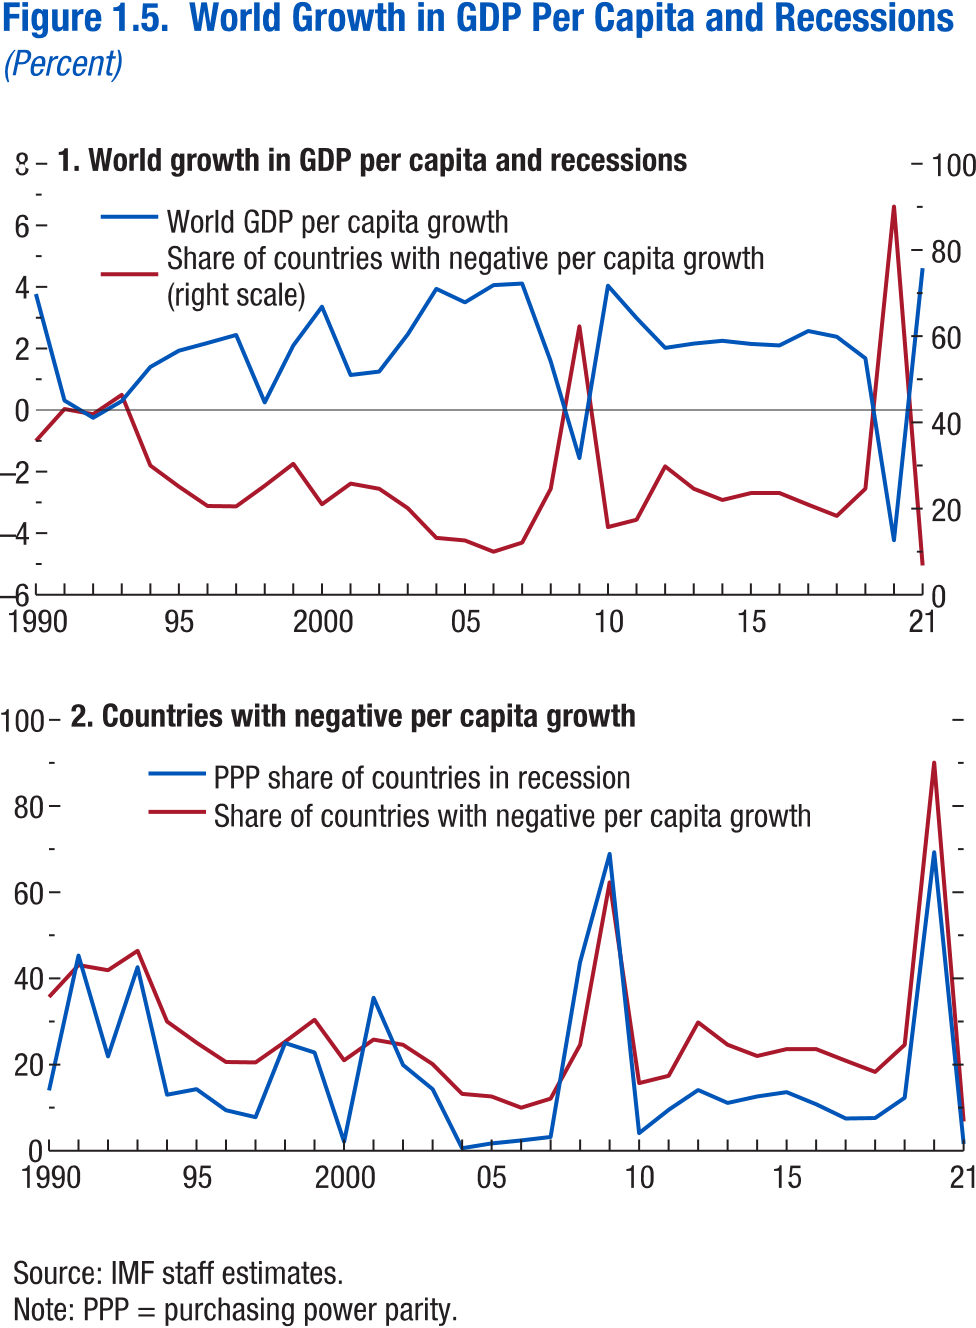 Figure 1.5. World Growth in GDP Per Capita and Recessions
(Percent)
1. World growth in GDP per capita and recessions
World GDP per capita growth
Share of countries with negative per capita growth
(right scale)
8
6
4
2
0
–2
–4
–6
100
80
60
40
20
0
1990 95 2000 05 10 15 21
2. Countries with negative per capita growth
PPP share of countries in recession
Share of countries with negative per capita growth
100
80
60
40
20
0
1990 95 2000 05 10 15 21
Source: IMF staff estimates.
Note: PPP = purchasing power parity.